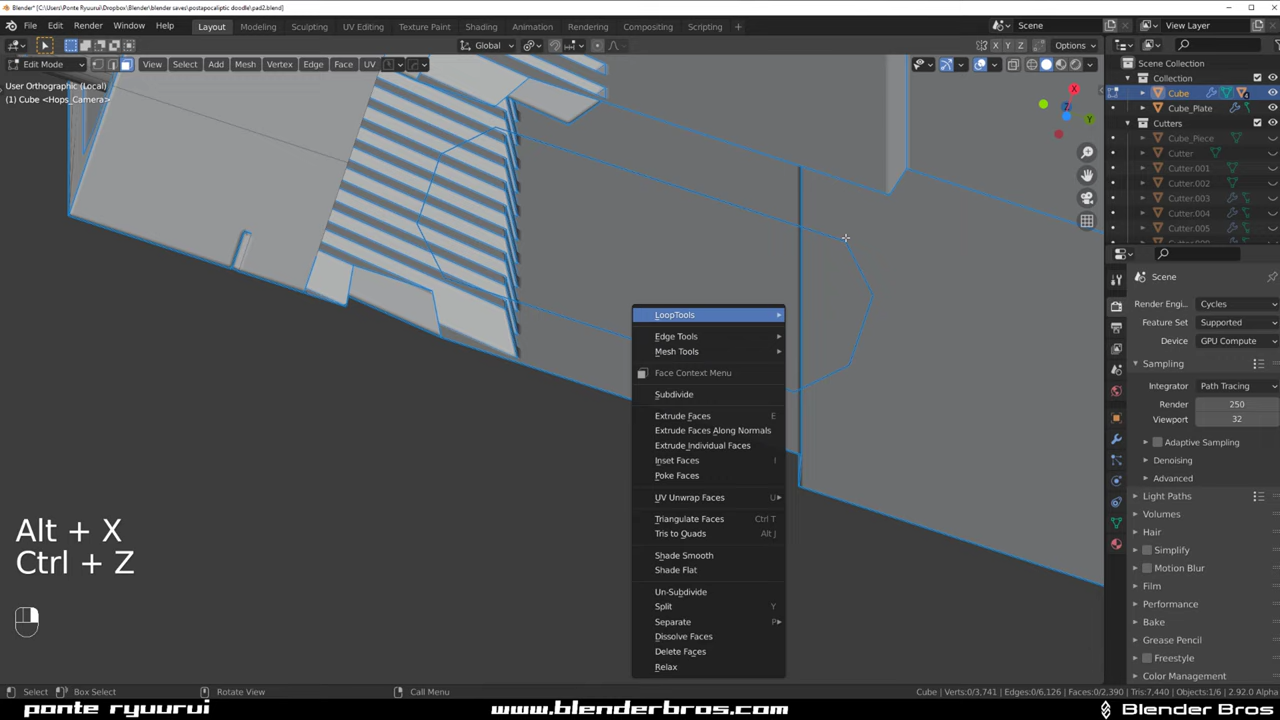 Blender* [C:\Users\Ponte Ryuurui\Dropbox\blender saves\postapocaliptic doodle\pad2.blend]
File Edit Render Window Help Layout Modeling Sculpting UV Editing Texture Paint Shading Animation Rendering Compositing Scripting Scene View Layer
Global X Y Z Options
Edit Mode View Select Add Mesh Vertex Edge Face UV
User Orthographic (Local)
(1) Cube <Hops_Camera>
X
Y
Z
Scene Collection
Collection
Cube
Cube_Plate
Cutters
Cube_Piece
Cutter
Cutter.001
Cutter.002
Cutter.003
Cutter.004
Cutter.005
Scene
Render Engi... Cycles
Feature Set Supported
Device GPU Compute
Sampling
Integrator Path Tracing
Render 250
Viewport 32
Adaptive Sampling
Denoising
Advanced
Light Paths
Volumes
Hair
Simplify
Motion Blur
Film
Performance
Bake
Grease Pencil
Freestyle
Color Management
LoopTools
Edge Tools
Mesh Tools
Face Context Menu
Subdivide
Extrude Faces E
Extrude Faces Along Normals
Extrude Individual Faces
Inset Faces I
Poke Faces
UV Unwrap Faces U
Triangulate Faces Ctrl T
Tris to Quads Alt J
Shade Smooth
Shade Flat
Un-Subdivide
Split Y
Separate P
Dissolve Faces
Delete Faces
Relax
Alt + X
Ctrl + Z
Select Box Select Rotate View Call Menu Cube | Verts:0/3,741 | Edges:0/6,126 | Faces:0/2,390 | Tris:7,440 | Objects:1/6 | 2.92.0 Alpha
ponte ryuurui www.blenderbros.com Blender Bros